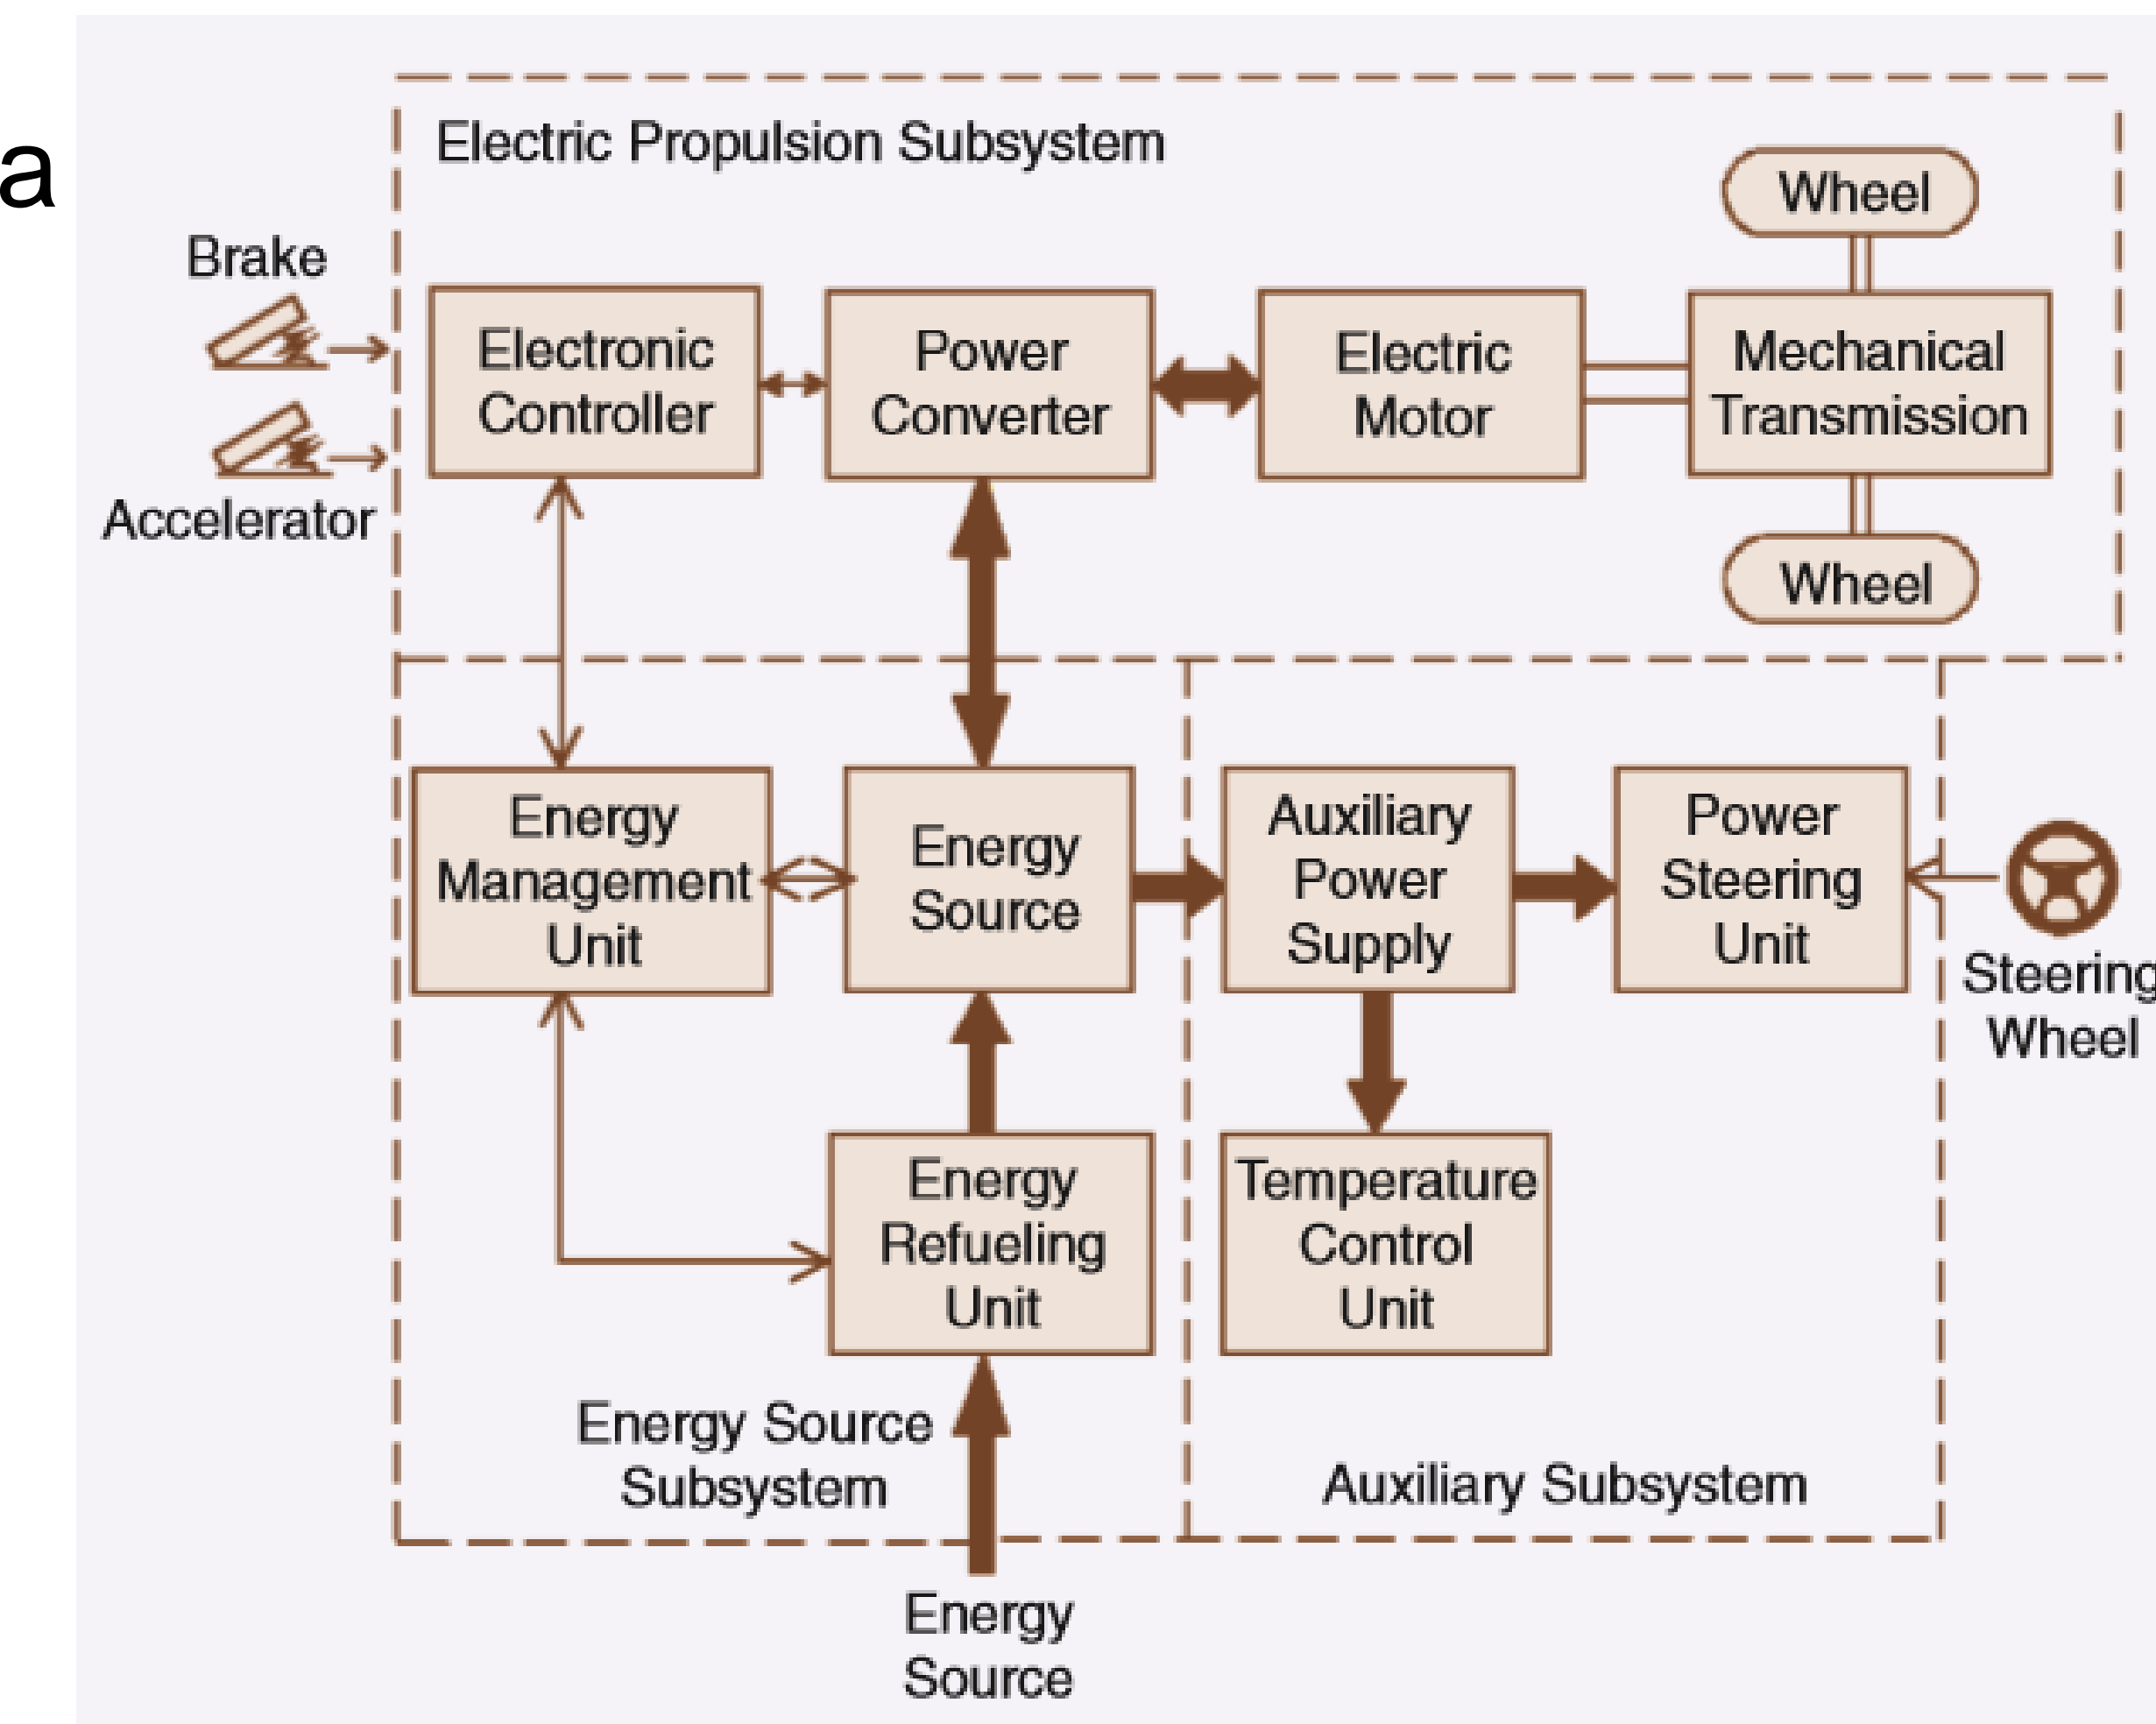 a
Electric Propulsion Subsystem
Wheel
Brake
Electronic
Controller
Power
Converter
Electric
Motor
Mechanical
Transmission
Accelerator
Wheel
Energy
Management
Unit
Energy
Source
Auxiliary
Power
Supply
Power
Steering
Unit
Steering
Wheel
Energy
Refueling
Unit
Temperature
Control
Unit
Energy Source
Subsystem
Auxiliary Subsystem
Energy
Source